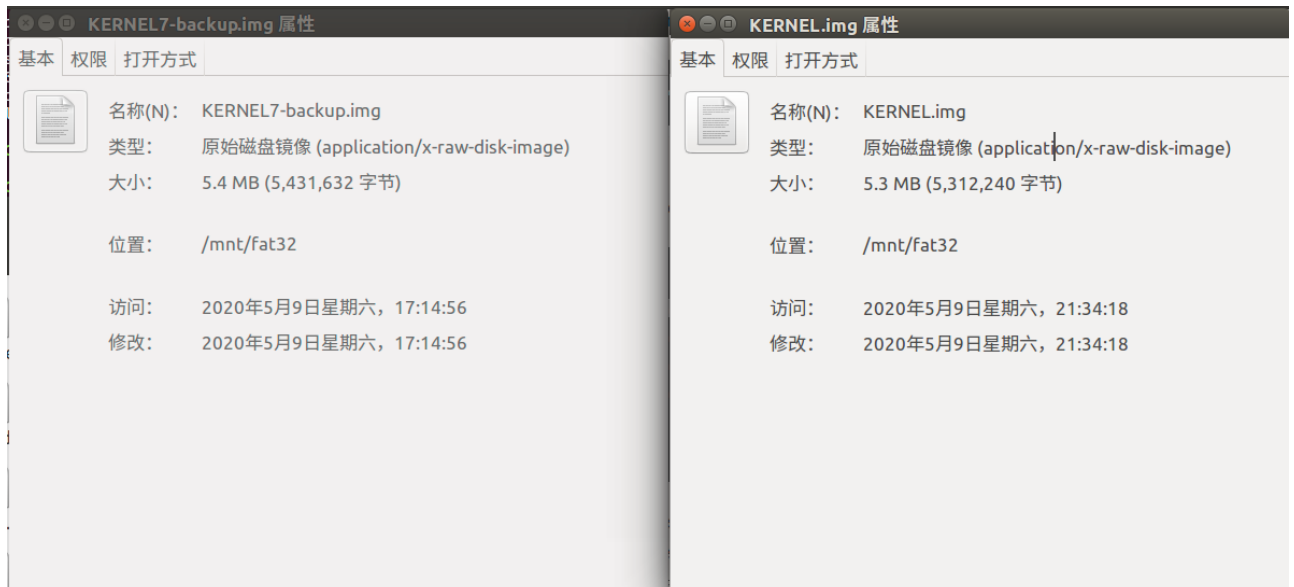 KERNEL7-backup.img 属性
基本 权限 打开方式
名称(N)： KERNEL7-backup.img
类型： 原始磁盘镜像 (application/x-raw-disk-image)
大小： 5.4 MB (5,431,632 字节)
位置： /mnt/fat32
访问： 2020年5月9日星期六，17:14:56
修改： 2020年5月9日星期六，17:14:56
KERNEL.img 属性
基本 权限 打开方式
名称(N)： KERNEL.img
类型： 原始磁盘镜像 (application/x-raw-disk-image)
大小： 5.3 MB (5,312,240 字节)
位置： /mnt/fat32
访问： 2020年5月9日星期六，21:34:18
修改： 2020年5月9日星期六，21:34:18